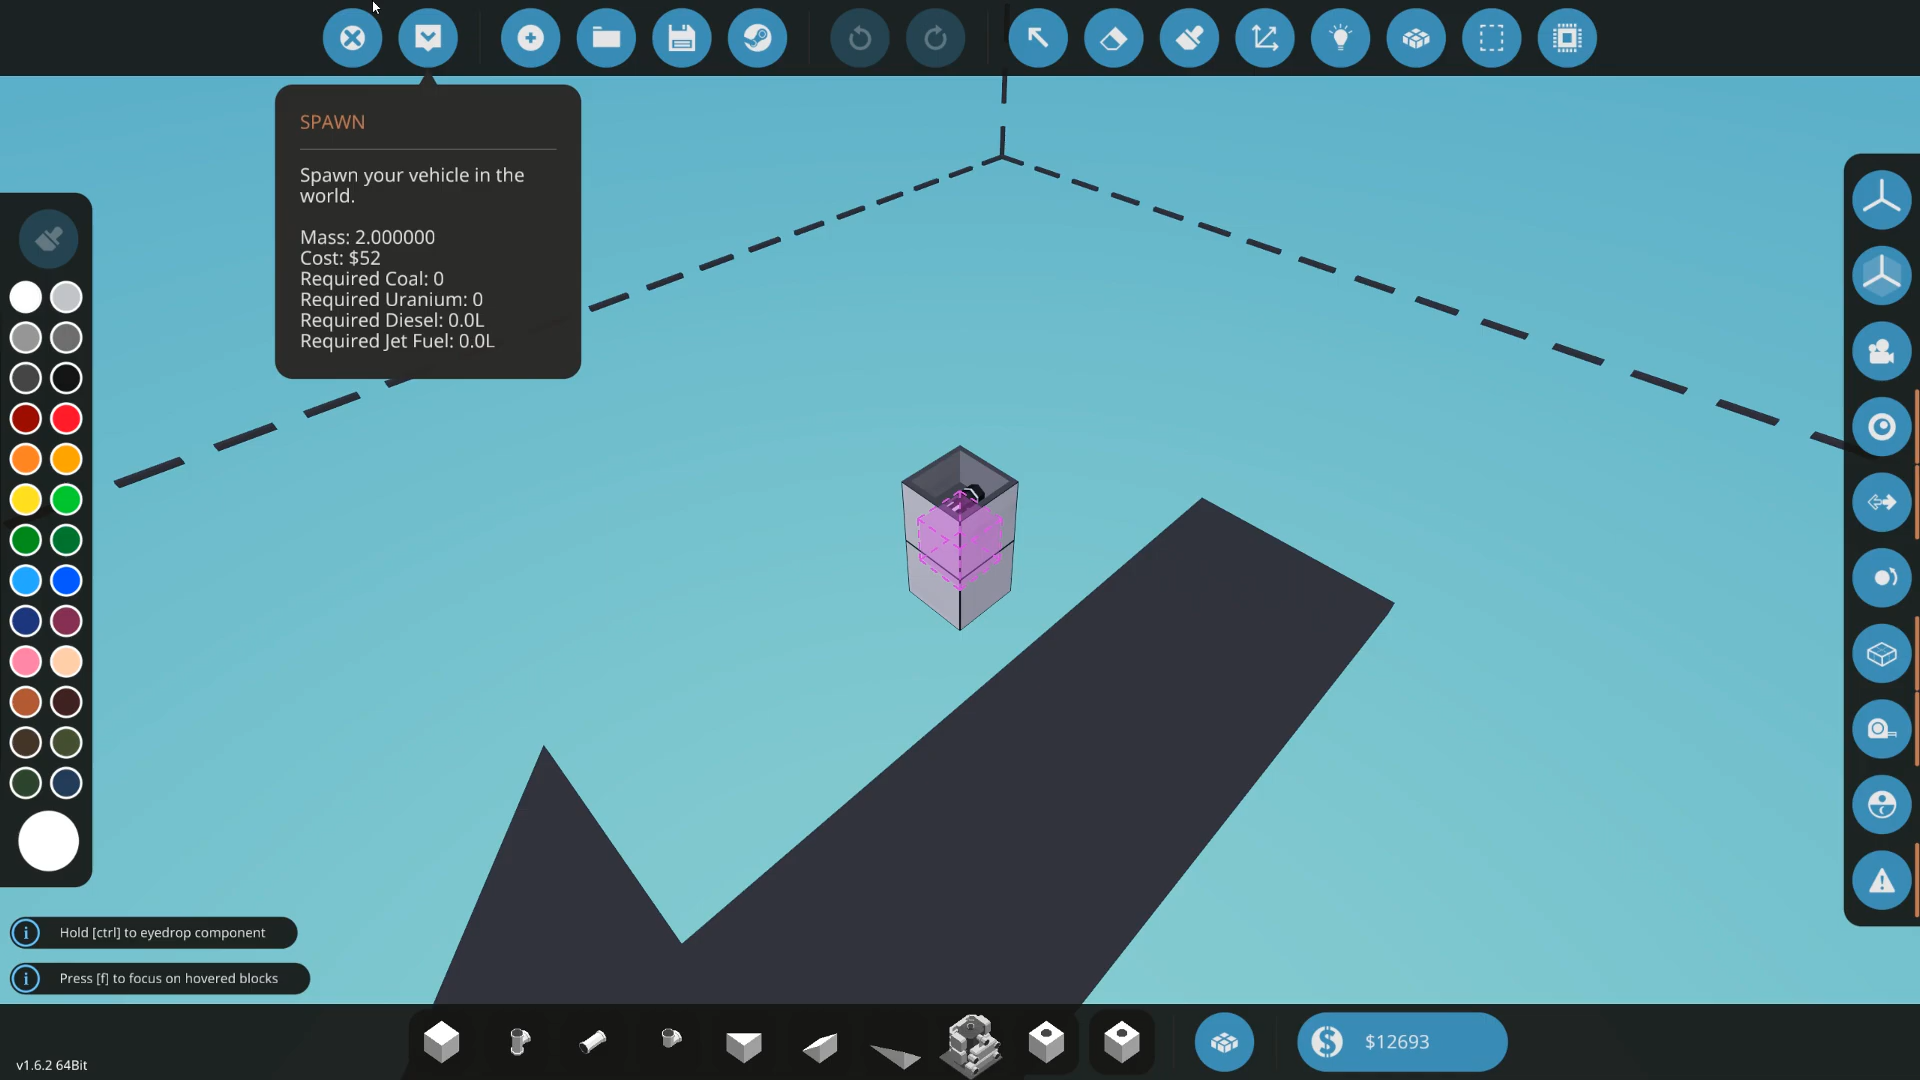 SPAWN
Spawn your vehicle in the
world.
Mass: 2.000000
Cost: $52
Required Coal: 0
Required Uranium: 0
Required Diesel: 0.0L
Required Jet Fuel: 0.0L
Hold [ctrl] to eyedrop component
Press [f] to focus on hovered blocks
$12693
v1.6.2 64Bit